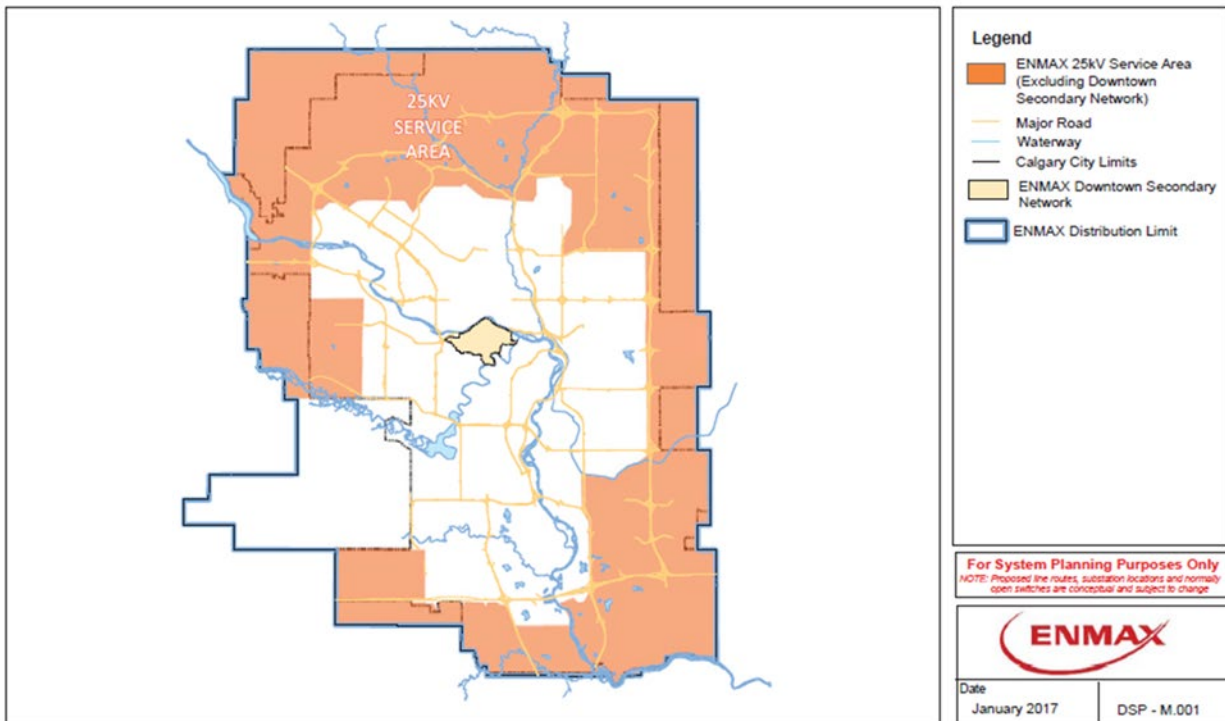 25KV
SERVICE
AREA
Legend
ENMAX 25kV Service Area
(Excluding Downtown
Secondary Network)
Major Road
Waterway
Calgary City Limits
ENMAX Downtown Secondary
Network
ENMAX Distribution Limit
For System Planning Purposes Only
NOTE: Proposed line routes, substation locations and normally
open switches are conceptual and subject to change
ENMAX
Date
January 2017
DSP - M.001